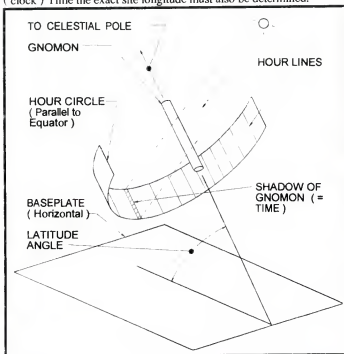 ( clock ) Time the exact site longitude must also be determined.
TO CELESTIAL POLE
GNOMON
HOUR LINES
HOUR CIRCLE
( Parallel to
Equator )
SHADOW OF
GNOMON ( =
TIME )
BASEPLATE
( Horizontal )
LATITUDE
ANGLE